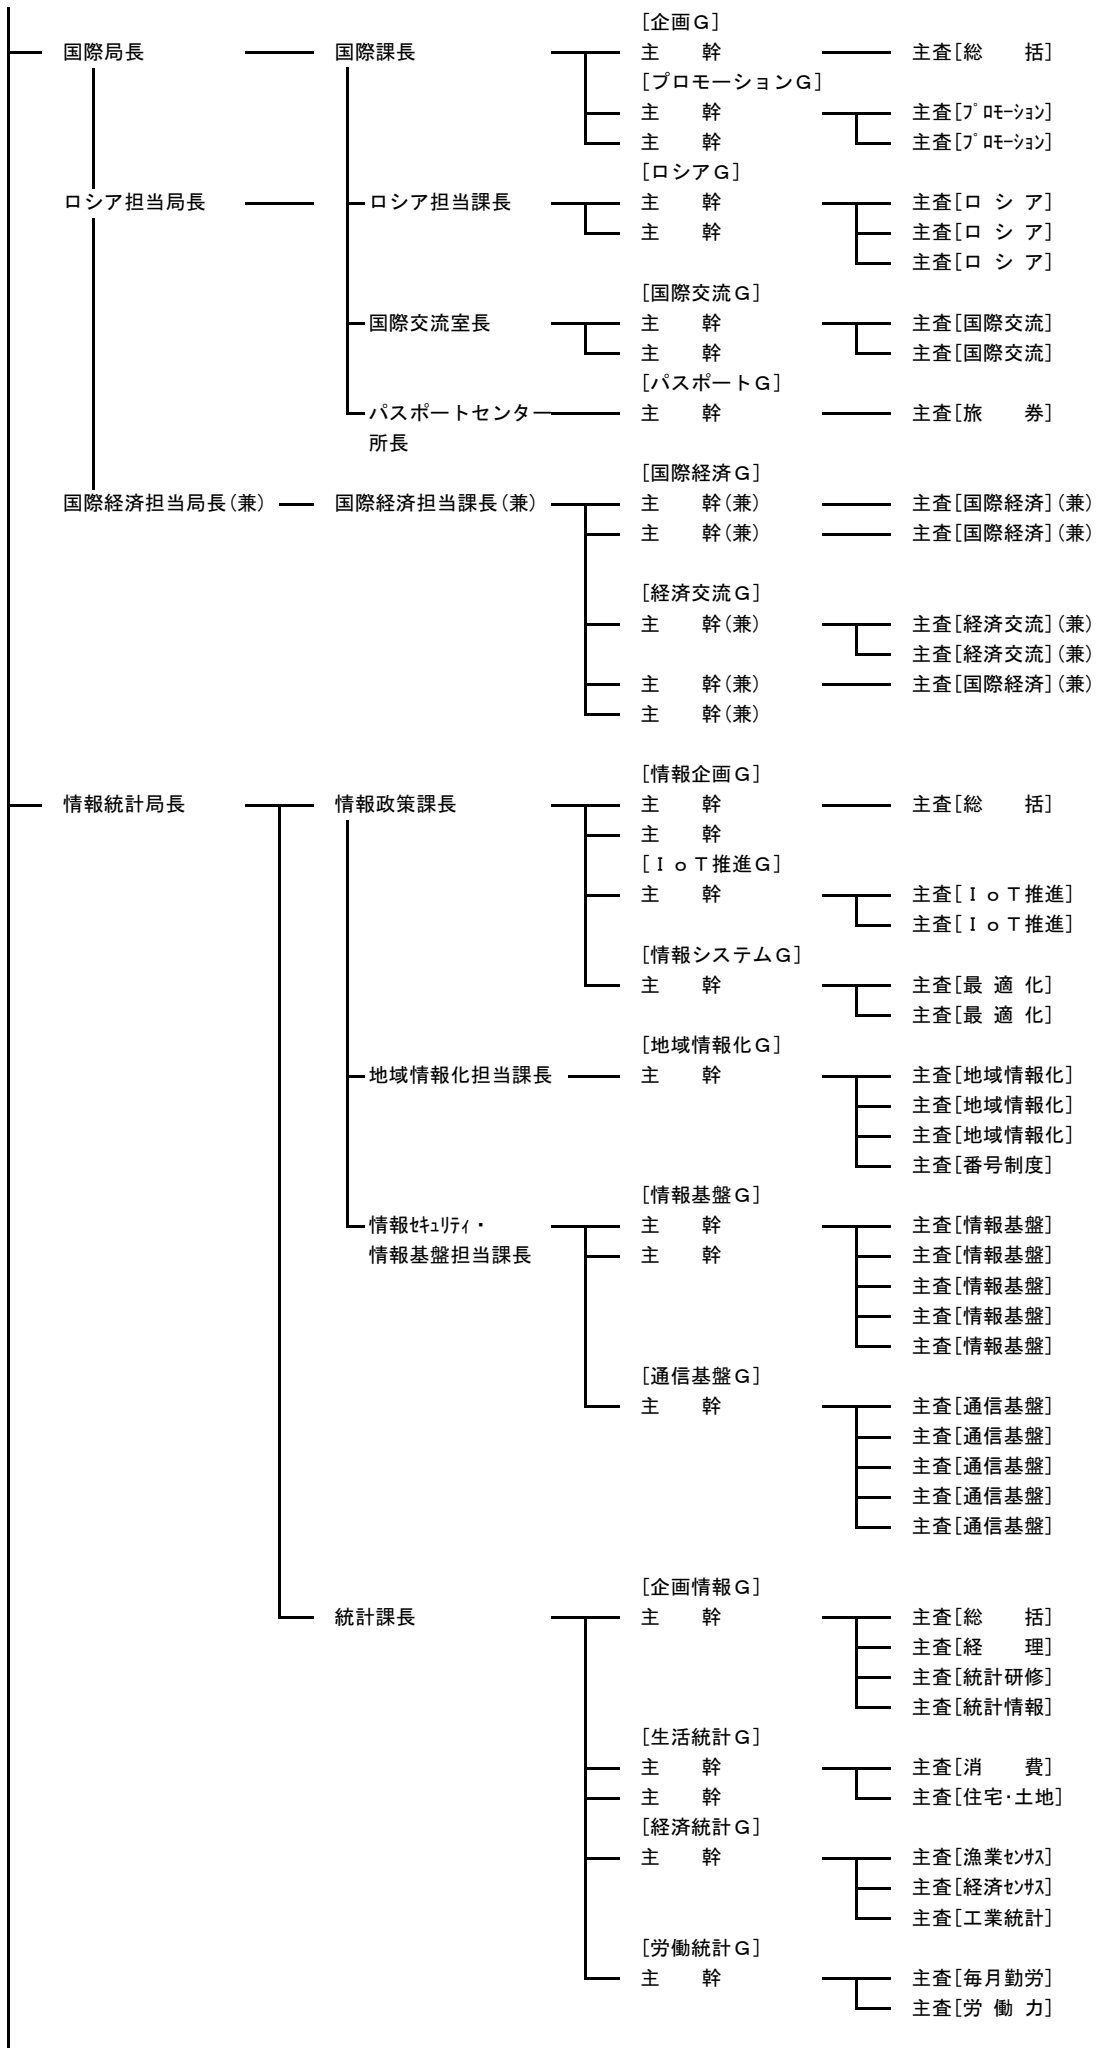 [企画Ｇ]
国際局長 国際課長 主　　幹 主査[総　　括]
[プロモーションＧ]
主　　幹 主査[ﾌﾟﾛﾓｰｼｮﾝ]
主　　幹 主査[ﾌﾟﾛﾓｰｼｮﾝ]
[ロシアＧ]
ロシア担当局長 ロシア担当課長 主　　幹 主査[ロ シ ア]
主　　幹 主査[ロ シ ア]
主査[ロ シ ア]
[国際交流Ｇ]
国際交流室長 主　　幹 主査[国際交流]
主　　幹 主査[国際交流]
[パスポートＧ]
パスポートセンター 主　　幹 主査[旅　　券]
所長
[国際経済Ｇ]
国際経済担当局長(兼) 国際経済担当課長(兼) 主　　幹(兼) 主査[国際経済](兼)
主　　幹(兼) 主査[国際経済](兼)
[経済交流Ｇ]
主　　幹(兼) 主査[経済交流](兼)
主査[経済交流](兼)
主　　幹(兼) 主査[国際経済](兼)
主　　幹(兼)
[情報企画Ｇ]
情報統計局長 情報政策課長 主　　幹 主査[総　　括]
主　　幹
[ＩｏＴ推進Ｇ]
主　　幹 主査[ＩｏＴ推進]
主査[ＩｏＴ推進]
[情報システムＧ]
主　　幹 主査[最 適 化]
主査[最 適 化]
[地域情報化Ｇ]
地域情報化担当課長 主　　幹 主査[地域情報化]
主査[地域情報化]
主査[地域情報化]
主査[番号制度]
[情報基盤Ｇ]
情報ｾｷｭﾘﾃｨ・ 主　　幹 主査[情報基盤]
情報基盤担当課長 主　　幹 主査[情報基盤]
主査[情報基盤]
主査[情報基盤]
主査[情報基盤]
[通信基盤Ｇ]
主　　幹 主査[通信基盤]
主査[通信基盤]
主査[通信基盤]
主査[通信基盤]
主査[通信基盤]
[企画情報Ｇ]
統計課長 主　　幹 主査[総　　括]
主査[経　　理]
主査[統計研修]
主査[統計情報]
[生活統計Ｇ]
主　　幹 主査[消　　費]
主　　幹 主査[住宅･土地]
[経済統計Ｇ]
主　　幹 主査[漁業ｾﾝｻｽ]
主査[経済ｾﾝｻｽ]
主査[工業統計]
[労働統計Ｇ]
主　　幹 主査[毎月勤労]
主査[労 働 力]